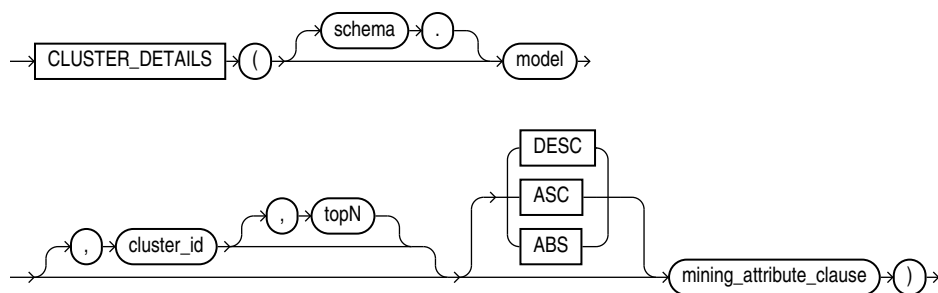 schema .
CLUSTER_DETAILS ( model
DESC
, topN ASC
, cluster_id ABS
mining_attribute_clause )